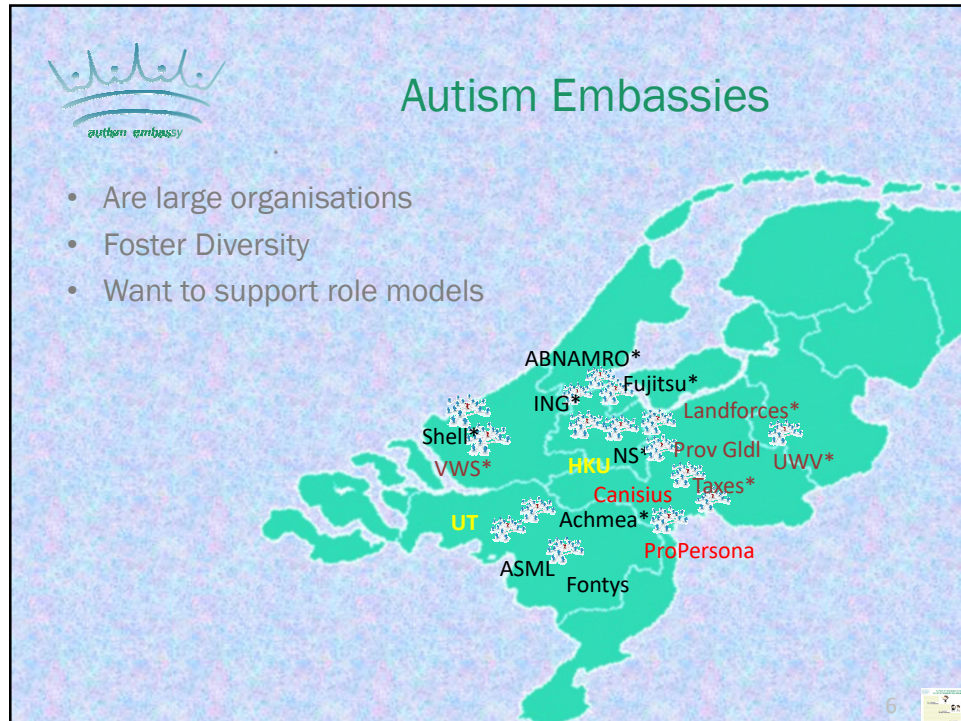 autism embassy
Autism Embassies
• Are large organisations
• Foster Diversity
• Want to support role models
ABNAMRO*
Fujitsu*
ING*
Landforces*
Shell*
NS*
Prov Gldl
VWS*
HKU
UWV*
Taxes*
Canisius
UT
Achmea*
ProPersona
ASML
Fontys
6